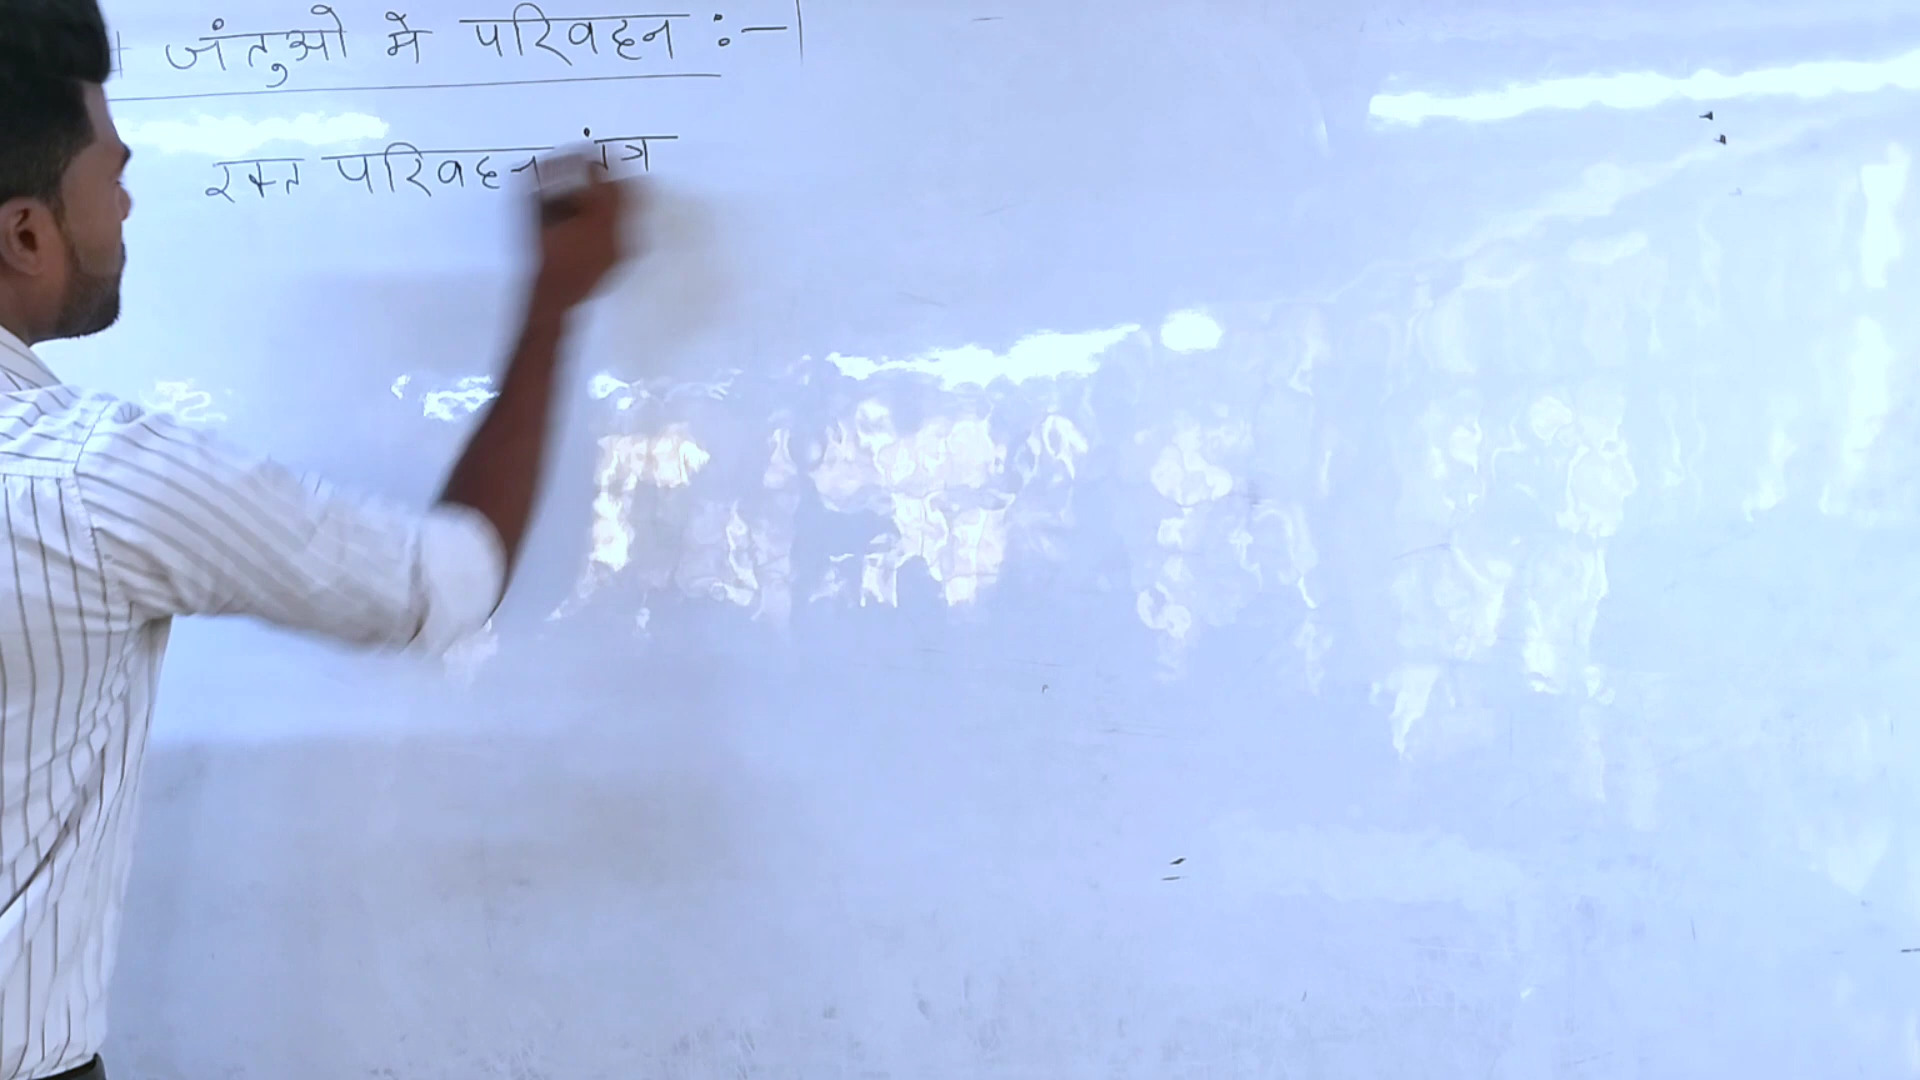 जंतुओ मे परिवहन :-
रक्त परिवहन